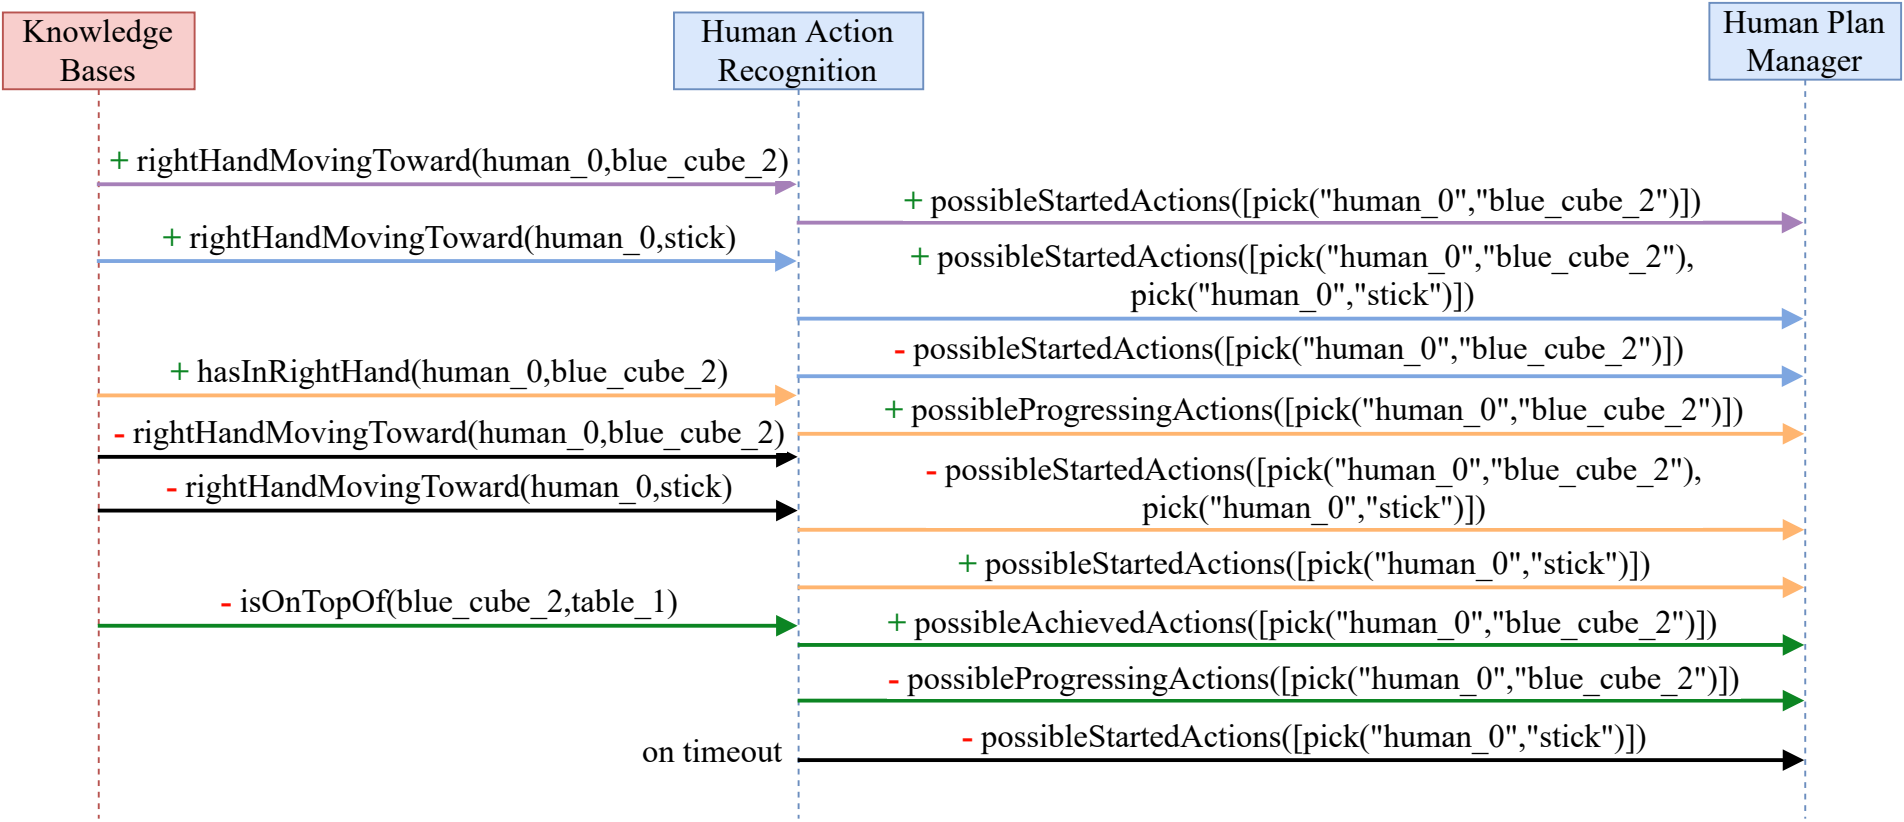 Knowledge
Bases
Human Action
Recognition
Human Plan
Manager
+ rightHandMovingToward(human_0,blue_cube_2)
+ possibleStartedActions([pick("human_0","blue_cube_2")])
+ rightHandMovingToward(human_0,stick)
+ possibleStartedActions([pick("human_0","blue_cube_2"),
pick("human_0","stick")])
- possibleStartedActions([pick("human_0","blue_cube_2")])
+ hasInRightHand(human_0,blue_cube_2)
+ possibleProgressingActions([pick("human_0","blue_cube_2")])
- rightHandMovingToward(human_0,blue_cube_2)
- possibleStartedActions([pick("human_0","blue_cube_2"),
pick("human_0","stick")])
- rightHandMovingToward(human_0,stick)
+ possibleStartedActions([pick("human_0","stick")])
- isOnTopOf(blue_cube_2,table_1)
+ possibleAchievedActions([pick("human_0","blue_cube_2")])
- possibleProgressingActions([pick("human_0","blue_cube_2")])
on timeout
- possibleStartedActions([pick("human_0","stick")])